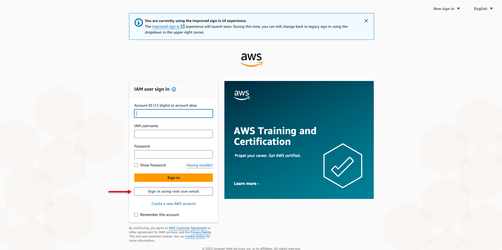 New sign in ▼
English ▼
You are currently using the improved sign in UI experience.
The improved sign in experience will launch soon. During this time, you can still change back to legacy sign in using the
dropdown in the upper right corner.
aws
IAM user sign in
Account ID (12 digits) or account alias
IAM username
Password
Show Password
Having trouble?
Sign in
Sign in using root user email
Create a new AWS account
Remember this account
By continuing, you agree to AWS Customer Agreement or
other agreement for AWS services, and the Privacy Notice.
This site uses essential cookies. See our Cookie Notice for
more information.
aws
AWS Training and
Certification
Propel your career. Get AWS certified.
Learn more ›
Amazon Web Services, Inc. or its affiliates. All rights reserved.